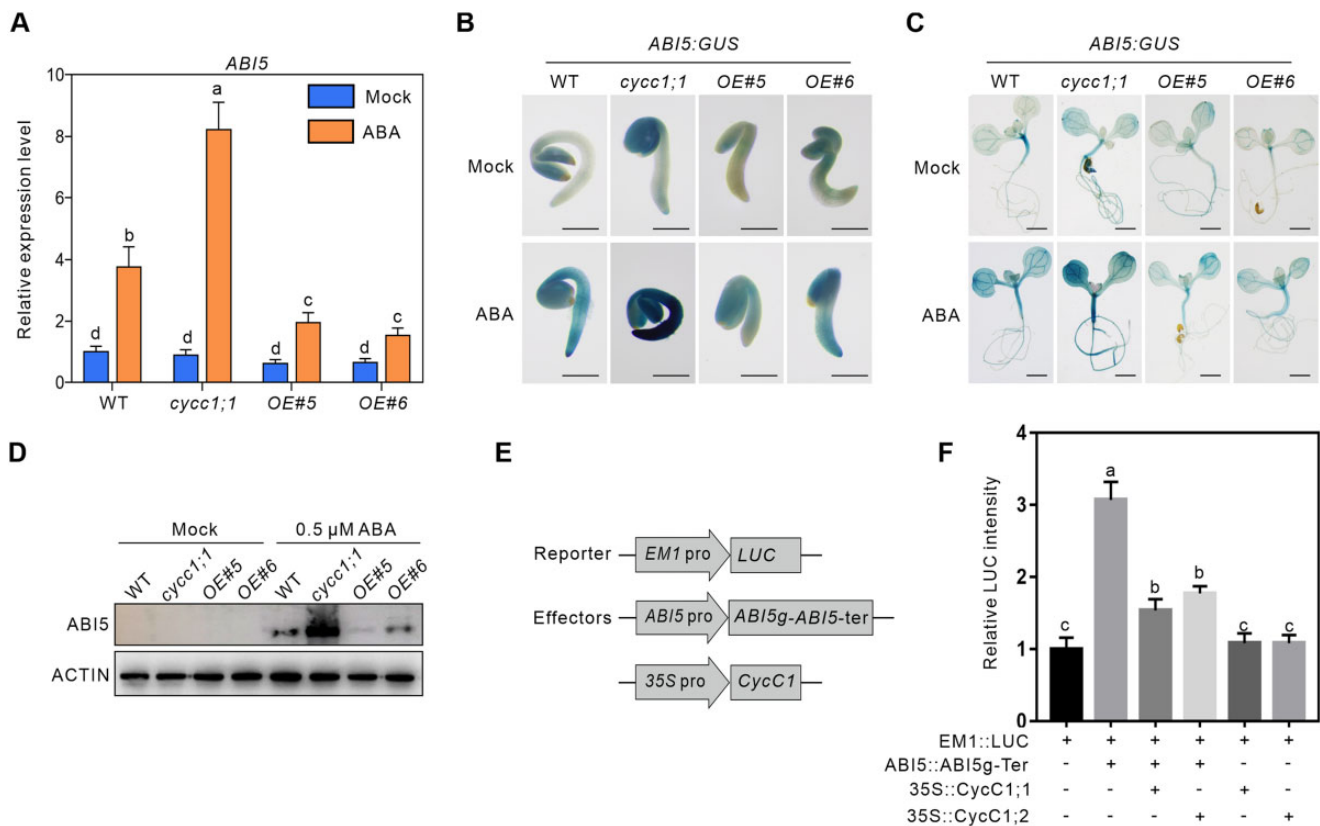 A
ABI5
Relative expression level
10
8
6
4
2
0
Mock
ABA
d
b
d
a
d
c
d
c
WT
cycc1;1
OE#5
OE#6
B
ABI5:GUS
WT
cycc1;1
OE#5
OE#6
Mock
ABA
C
ABI5:GUS
WT
cycc1;1
OE#5
OE#6
Mock
ABA
D
Mock
0.5 µM ABA
WT
cycc1;1
OE#5
OE#6
WT
cycc1;1
OE#5
OE#6
ABI5
ACTIN
E
Reporter
EM1 pro
LUC
Effectors
ABI5 pro
ABI5g-ABI5-ter
35S pro
CycC1
F
Relative LUC intensity
4
3
2
1
0
c
a
b
b
c
c
EM1::LUC + + + + + +
ABI5::ABI5g-Ter - + + + - -
35S::CycC1;1 - - + - + -
35S::CycC1;2 - - - + - +